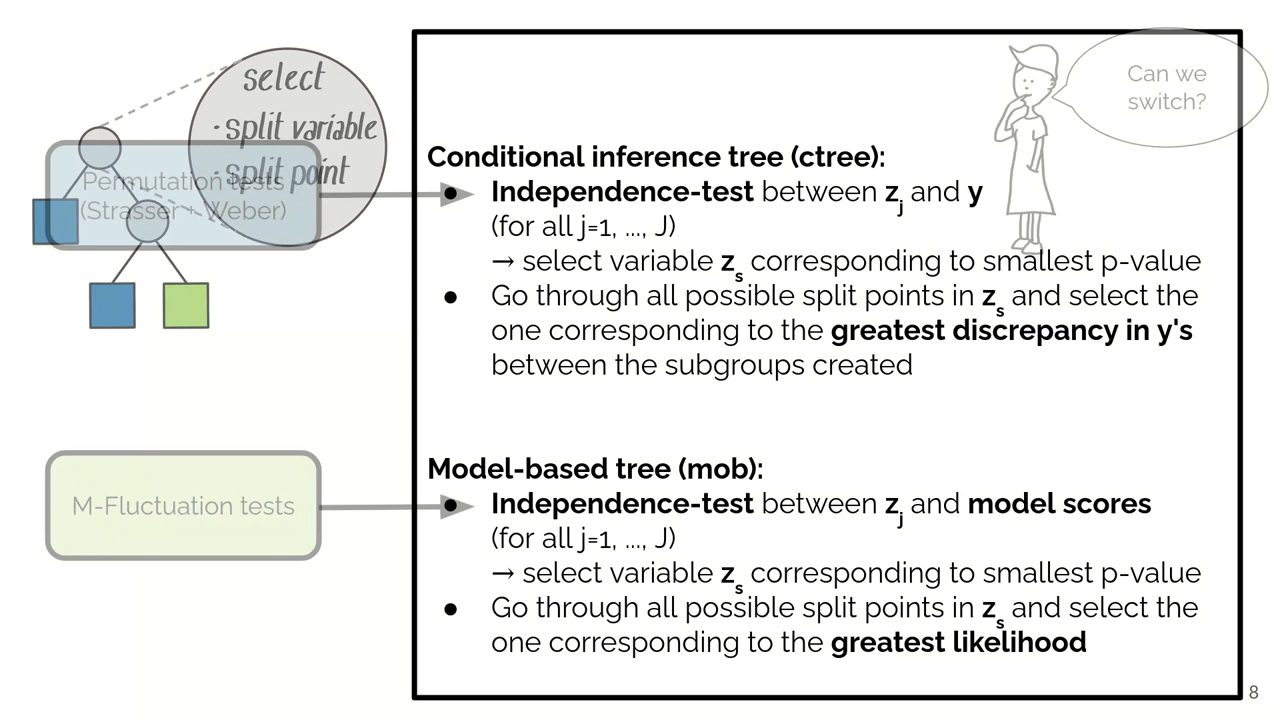 select
· split variable
· split point
Permutation tests
(Strasser + Weber)
Can we
switch?
Conditional inference tree (ctree):
● Independence-test between zj and y
(for all j=1, ..., J)
→ select variable zs corresponding to smallest p-value
● Go through all possible split points in zs and select the
one corresponding to the greatest discrepancy in y's
between the subgroups created
M-Fluctuation tests
Model-based tree (mob):
● Independence-test between zj and model scores
(for all j=1, ..., J)
→ select variable zs corresponding to smallest p-value
● Go through all possible split points in zs and select the
one corresponding to the greatest likelihood
8